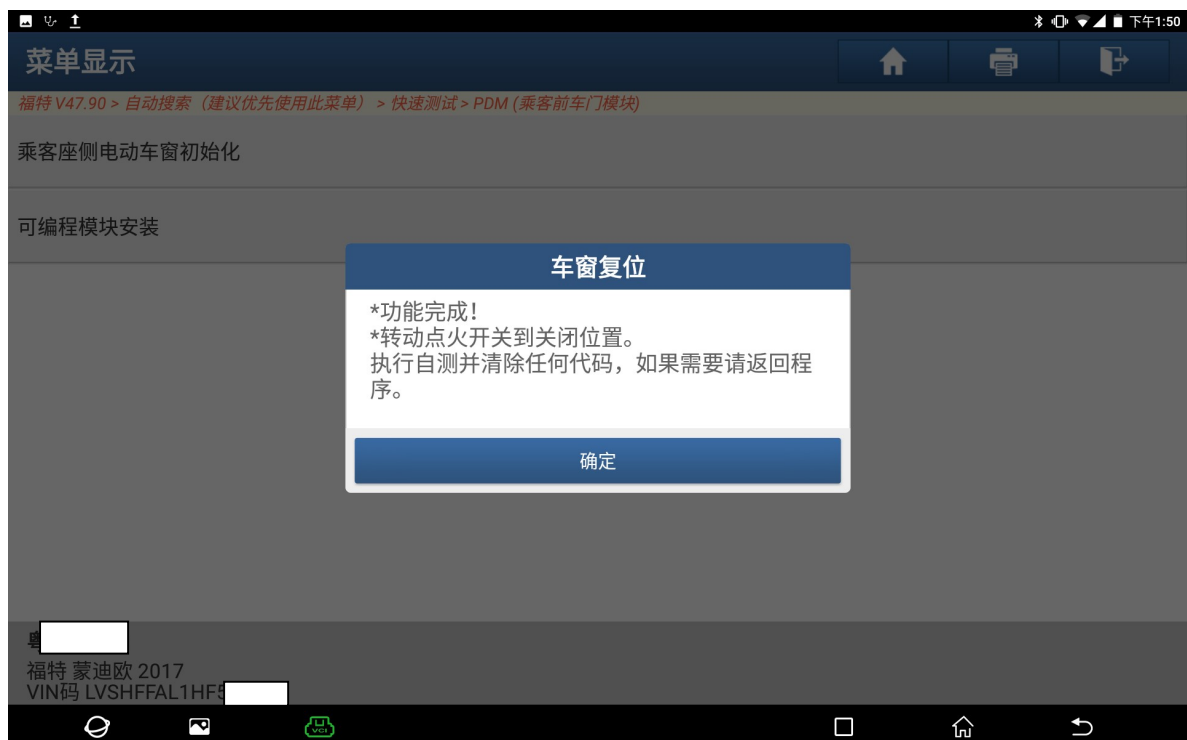 下午1:50
菜单显示
福特 V47.90 > 自动搜索（建议优先使用此菜单） > 快速测试 > PDM (乘客前车门模块)
乘客座侧电动车窗初始化
可编程模块安装
车窗复位
*功能完成！
*转动点火开关到关闭位置。
执行自测并清除任何代码，如果需要请返回程
序。
确定
福特 蒙迪欧 2017
VIN码 LVSHFFAL1HF5
VCI